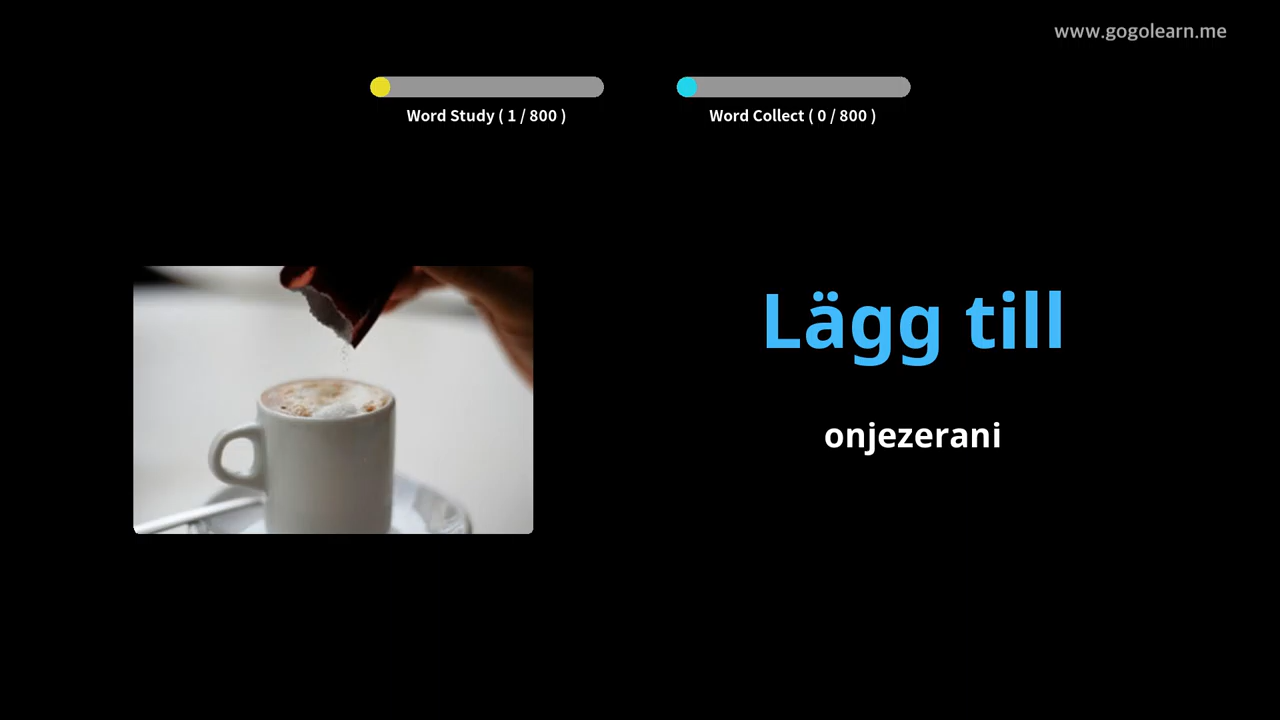 www.gogolearn.me
Word Study ( 1 / 800 )
Word Collect ( 0 / 800 )
Lägg till
onjezerani